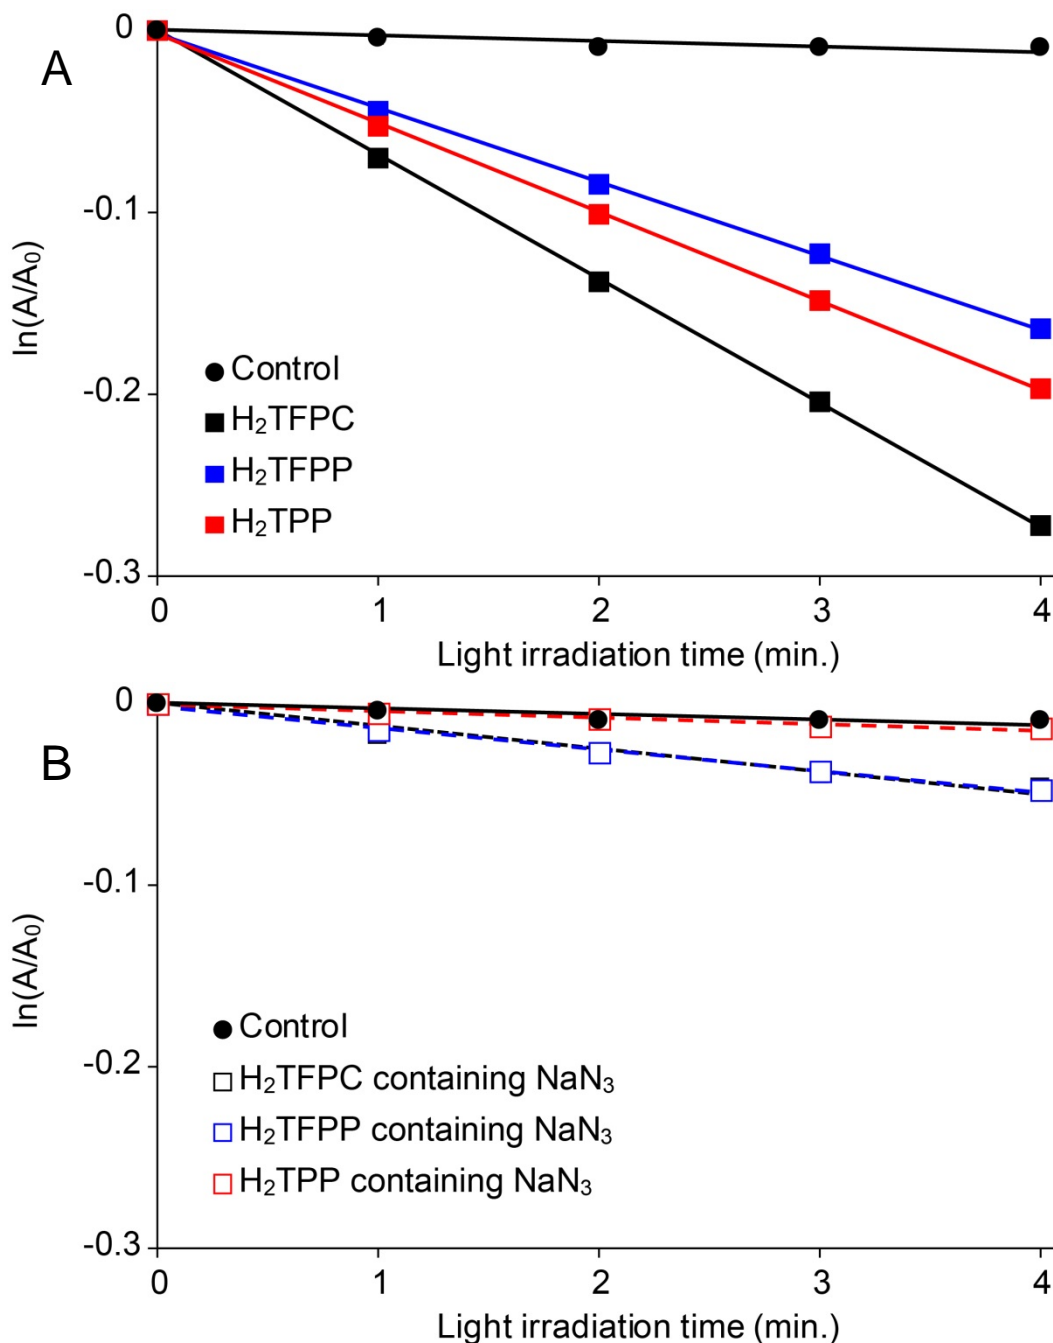 A
0
-0.1
-0.2
-0.3
ln(A/A₀)
Control
H₂TFPC
H₂TFPP
H₂TPP
0 1 2 3 4
Light irradiation time (min.)
B
0
-0.1
-0.2
-0.3
ln(A/A₀)
Control
H₂TFPC containing NaN₃
H₂TFPP containing NaN₃
H₂TPP containing NaN₃
0 1 2 3 4
Light irradiation time (min.)